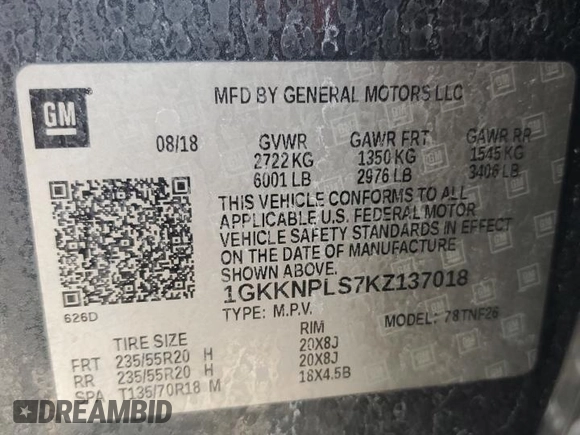 GM
MFD BY GENERAL MOTORS LLC
08/18 GVWR GAWR FRT GAWR RR
2722 KG 1350 KG 1545 KG
6001 LB 2976 LB 3406 LB
THIS VEHICLE CONFORMS TO ALL
APPLICABLE U.S. FEDERAL MOTOR
VEHICLE SAFETY STANDARDS IN EFFECT
ON THE DATE OF MANUFACTURE
SHOWN ABOVE.
1GKKNPLS7KZ137018
626D
TYPE: M.P.V. MODEL: 78TNF26
TIRE SIZE RIM
FRT 235/55R20 H 20X8J
RR 235/55R20 H 20X8J
SPA T135/70R18 M 18X4.5B
DREAMBID